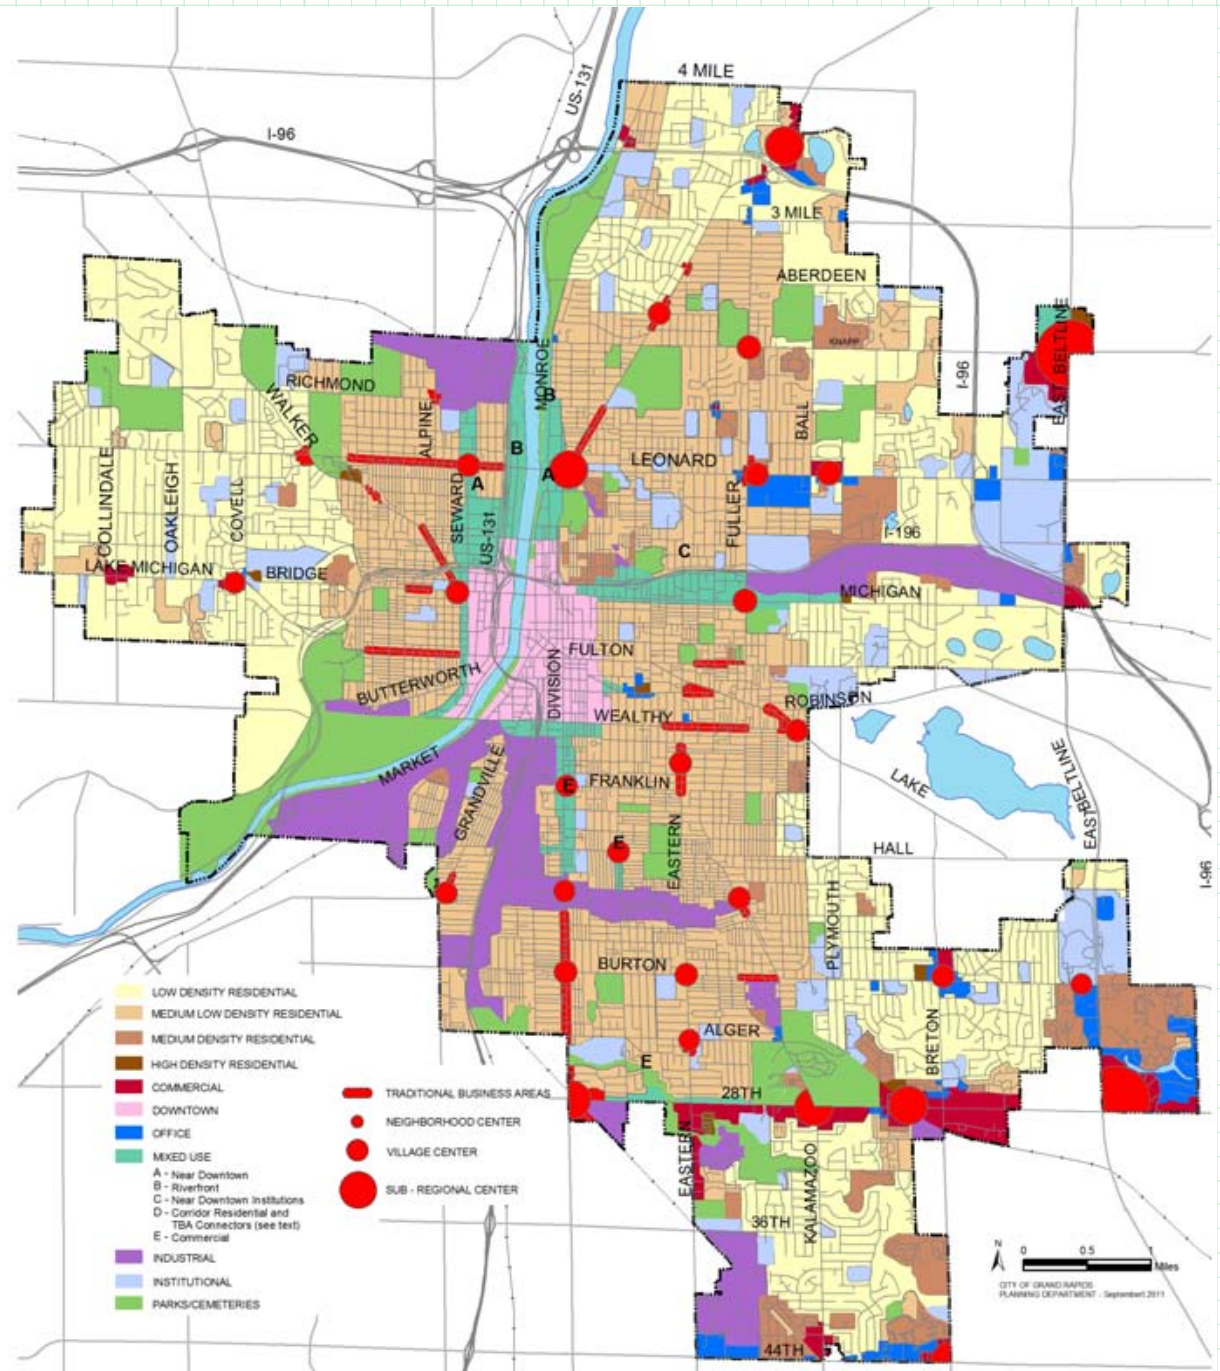 4 MILE
US-131
I-96
3 MILE
ABERDEEN
EAST BELTLINE
MONROE
KNAPP
I-96
RICHMOND
WALKER
ALPINE
B
BALL
B
LEONARD
A
A
COLLINDALE
OAKLEIGH
COVELL
SEWARD
US-131
FULLER
I-196
C
LAKE MICHIGAN
BRIDGE
MICHIGAN
FULTON
BUTTERWORTH
DIVISION
ROBINSON
WEALTHY
MARKET
GRANDVILLE
FRANKLIN
E
LAKE
EAST BELTLINE
E
EASTERN
HALL
I-96
PLYMOUTH
BURTON
ALGER
BRETON
E
28TH
EASTERN
KALAMAZOO
36TH
44TH
LOW DENSITY RESIDENTIAL
MEDIUM LOW DENSITY RESIDENTIAL
MEDIUM DENSITY RESIDENTIAL
HIGH DENSITY RESIDENTIAL
COMMERCIAL
DOWNTOWN
OFFICE
MIXED USE
A - Near Downtown
B - Riverfront
C - Near Downtown Institutions
D - Corridor Residential and
TBA Connectors (see text)
E - Commercial
INDUSTRIAL
INSTITUTIONAL
PARKS/CEMETERIES
TRADITIONAL BUSINESS AREAS
NEIGHBORHOOD CENTER
VILLAGE CENTER
SUB - REGIONAL CENTER
N
0 0.5 1
Miles
CITY OF GRAND RAPIDS
PLANNING DEPARTMENT - September1 2011